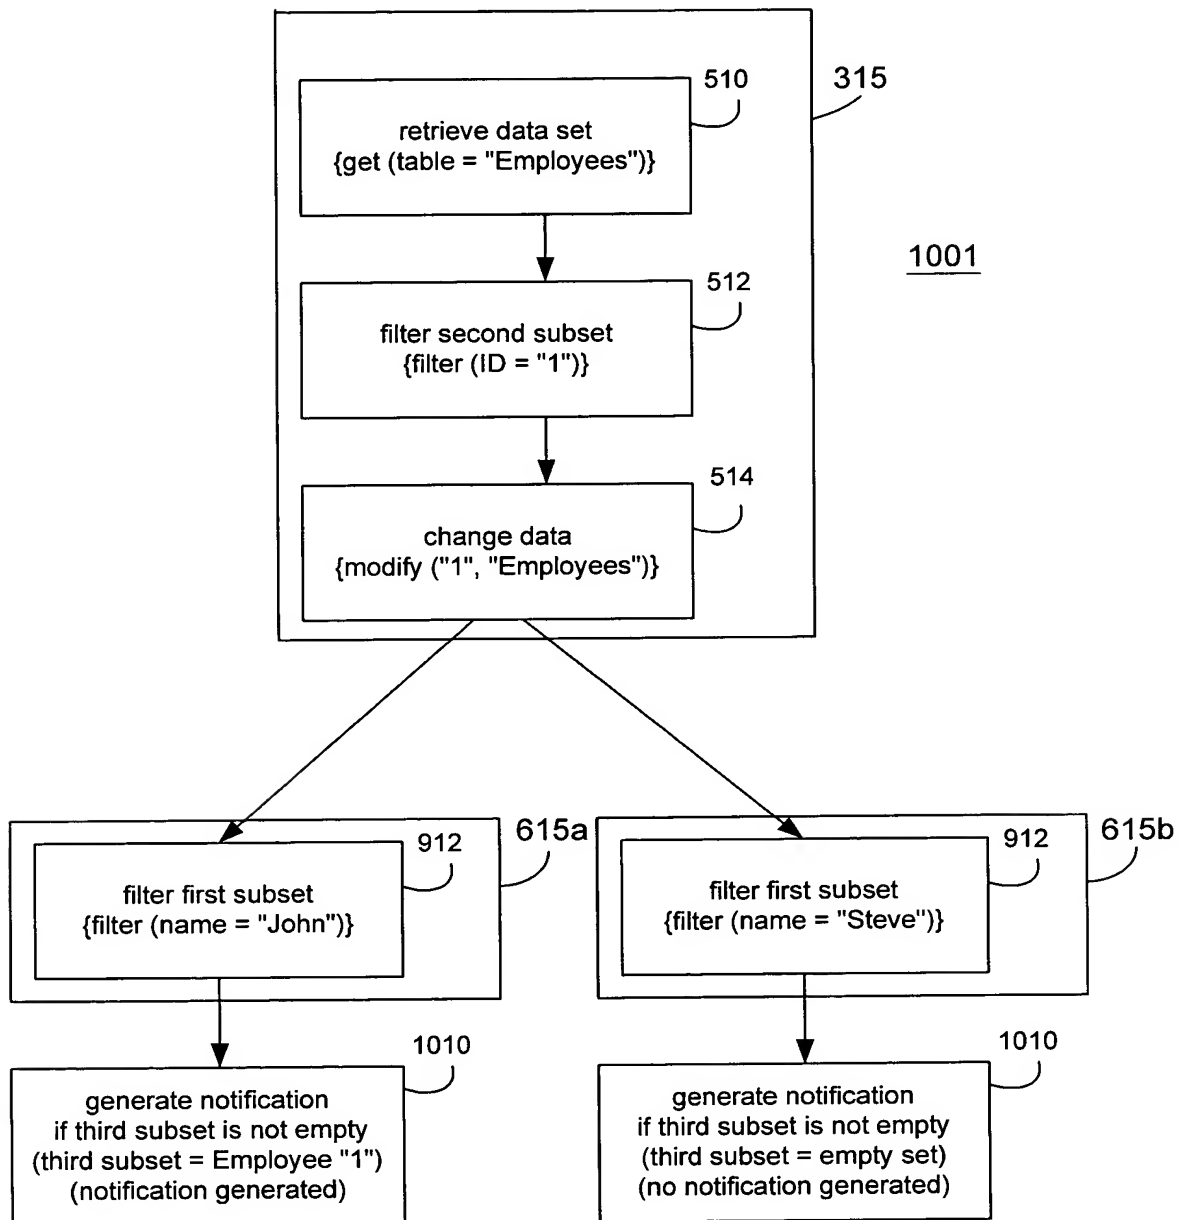 510
315
retrieve data set
{get (table = "Employees")}
1001
512
filter second subset
{filter (ID = "1")}
514
change data
{modify ("1", "Employees")}
615a
912
filter first subset
{filter (name = "John")}
615b
912
filter first subset
{filter (name = "Steve")}
1010
generate notification
if third subset is not empty
(third subset = Employee "1")
(notification generated)
1010
generate notification
if third subset is not empty
(third subset = empty set)
(no notification generated)